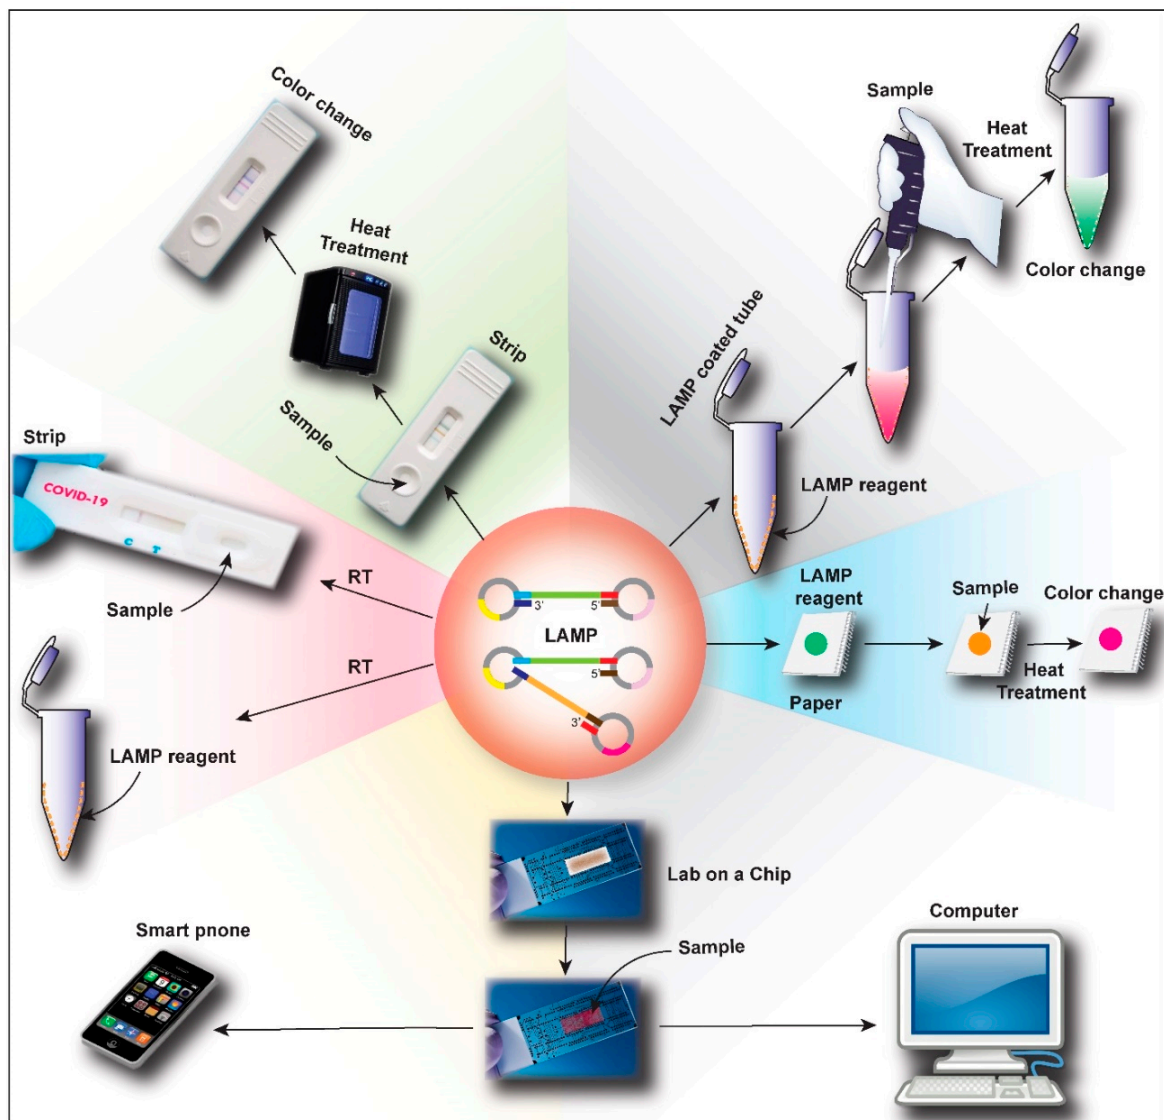 Color change
Sample
Heat
Treatment
Color change
Heat
Treatment
LAMP coated tube
Strip
Sample
LAMP reagent
Strip
COVID-19
C T
Sample
RT
RT
3'
5'
LAMP
5'
3'
LAMP
reagent
Paper
Sample
Heat
Treatment
Color change
LAMP reagent
Lab on a Chip
Sample
Smart pnone
Computer